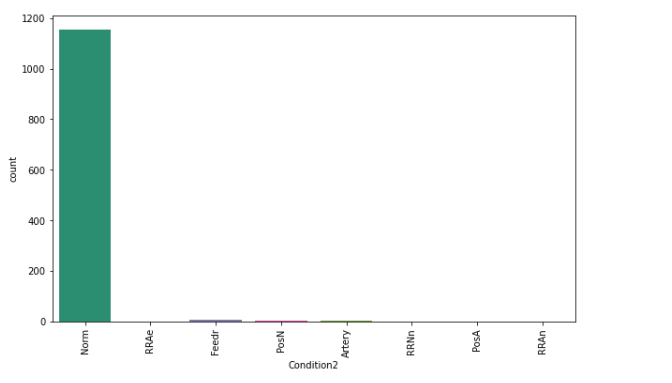 1200
1000
800
600
400
200
0
count
Norm
RRAe
Feedr
PosN
Artery
RRNn
PosA
RRAn
Condition2